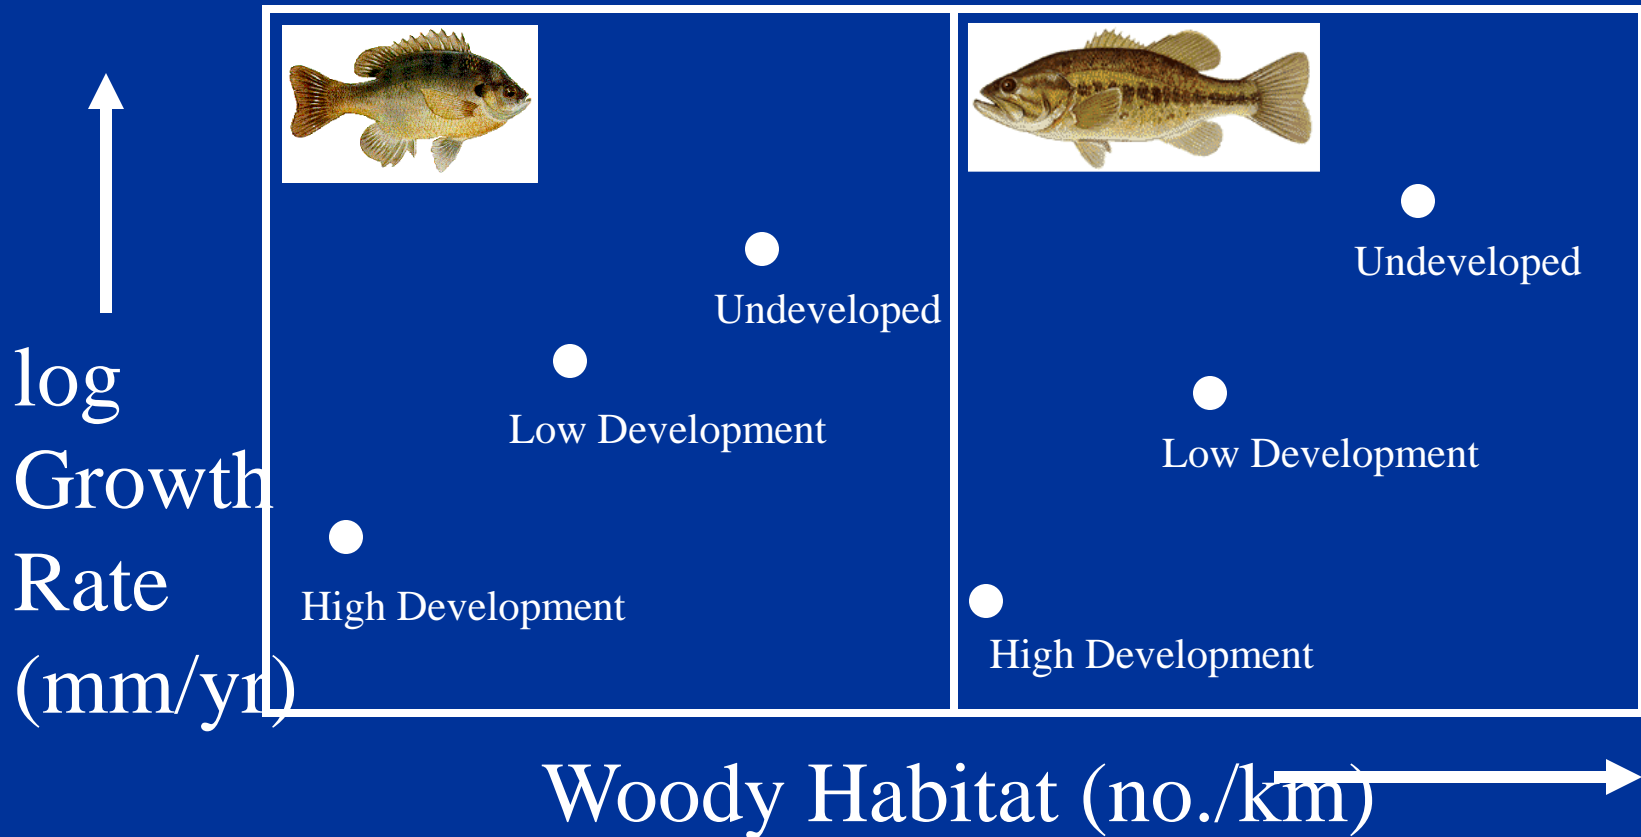 Undeveloped
Low Development
High Development
Undeveloped
Low Development
High Development
log
Growth
Rate
(mm/yr)
Woody Habitat (no./km)